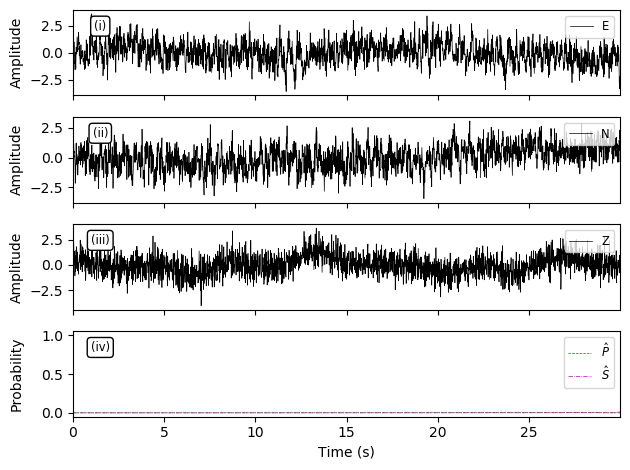 Amplitude
2.5
0.0
−2.5
(i)
E
Amplitude
2.5
0.0
−2.5
(ii)
N
Amplitude
2.5
0.0
−2.5
(iii)
Z
Probability
1.0
0.5
0.0
(iv)
P̂
Ŝ
0 5 10 15 20 25
Time (s)